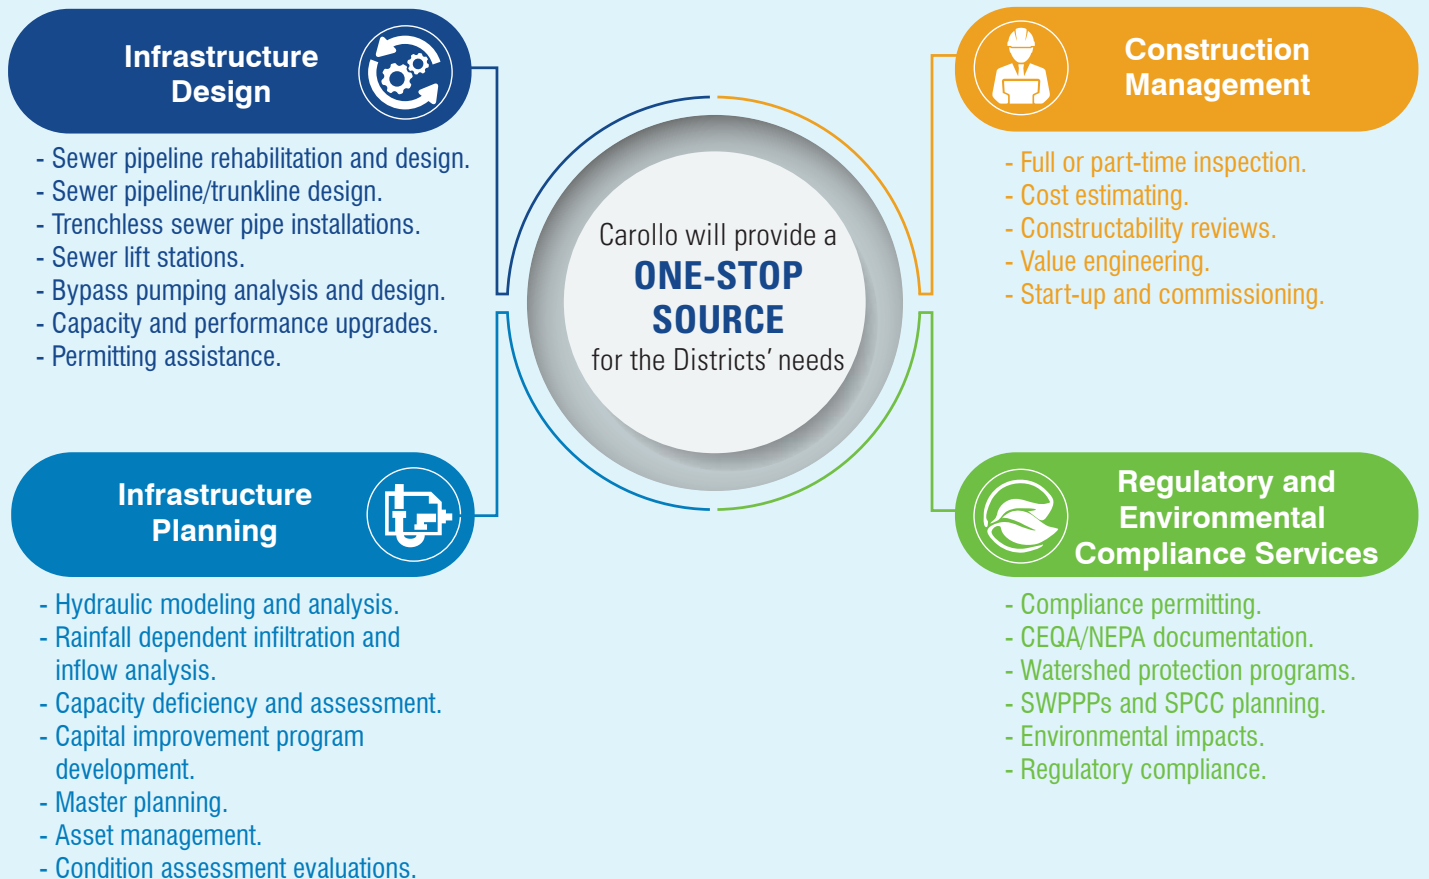 Infrastructure
Design
- Sewer pipeline rehabilitation and design.
- Sewer pipeline/trunkline design.
- Trenchless sewer pipe installations.
- Sewer lift stations.
- Bypass pumping analysis and design.
- Capacity and performance upgrades.
- Permitting assistance.
Construction
Management
- Full or part-time inspection.
- Cost estimating.
- Constructability reviews.
- Value engineering.
- Start-up and commissioning.
Carollo will provide a
ONE-STOP
SOURCE
for the Districts’ needs
Infrastructure
Planning
- Hydraulic modeling and analysis.
- Rainfall dependent infiltration and
inflow analysis.
- Capacity deficiency and assessment.
- Capital improvement program
development.
- Master planning.
- Asset management.
- Condition assessment evaluations.
Regulatory and
Environmental
Compliance Services
- Compliance permitting.
- CEQA/NEPA documentation.
- Watershed protection programs.
- SWPPPs and SPCC planning.
- Environmental impacts.
- Regulatory compliance.